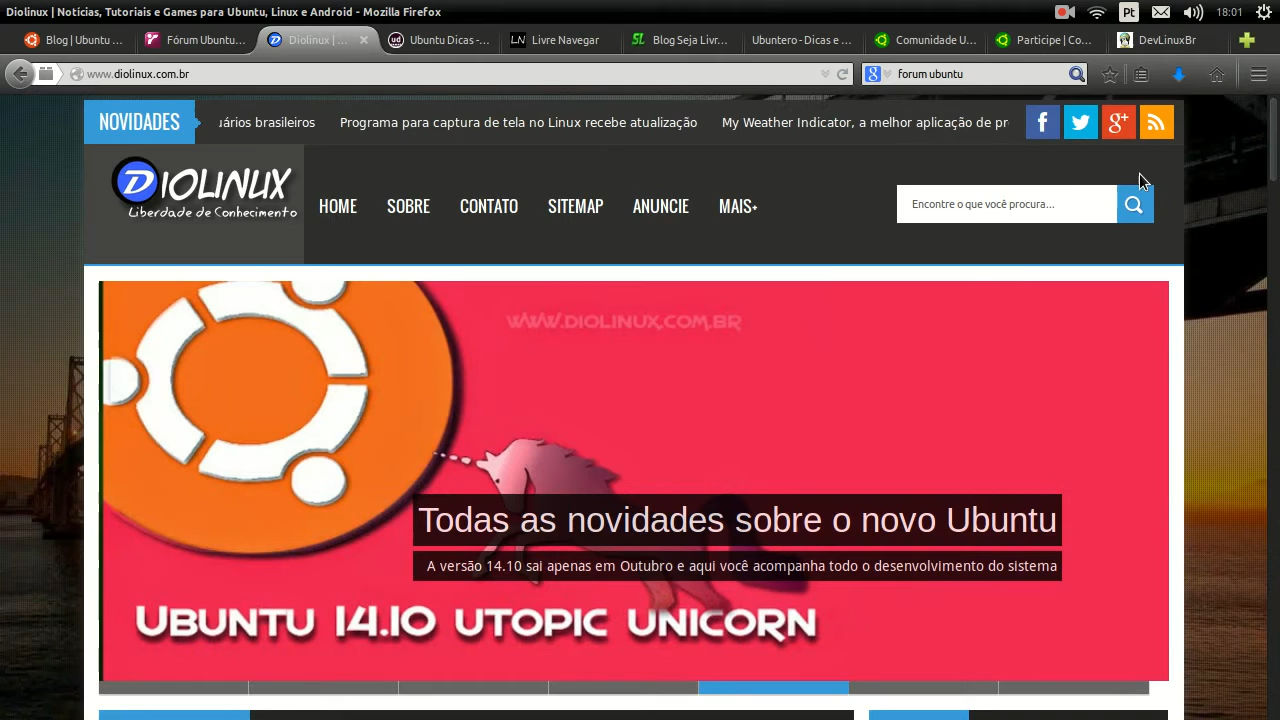 Diolinux | Notícias, Tutoriais e Games para Ubuntu, Linux e Android - Mozilla Firefox
Pt
18:01
Blog | Ubuntu ...
Fórum Ubuntu...
Diolinux | ...
Ubuntu Dicas -...
Livre Navegar
Blog Seja Livr...
Ubuntero - Dicas e ...
Comunidade U...
Participe | Co...
DevLinuxBr
www.diolinux.com.br
forum ubuntu
NOVIDADES
uários brasileiros
Programa para captura de tela no Linux recebe atualização
My Weather Indicator, a melhor aplicação de pr
DIOLINUX
Liberdade de Conhecimento
HOME
SOBRE
CONTATO
SITEMAP
ANUNCIE
MAIS+
Encontre o que você procura...
WWW.DIOLINUX.COM.BR
Todas as novidades sobre o novo Ubuntu
A versão 14.10 sai apenas em Outubro e aqui você acompanha todo o desenvolvimento do sistema
UBUNTU 14.10 UTOPIC UNICORN